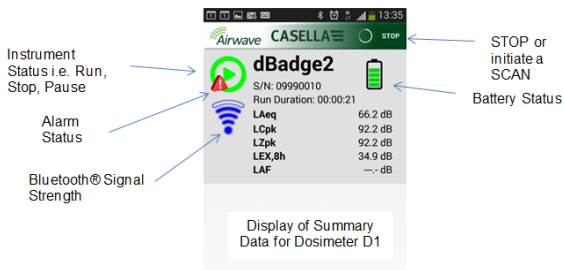 13:35
Airwave CASELLA STOP
dBadge2
S/N: 09990010
Run Duration: 00:00:21
LAeq 66.2 dB
LCpk 92.2 dB
LZpk 92.2 dB
LEX,8h 34.9 dB
LAF ---.- dB
Instrument
Status i.e. Run,
Stop, Pause
Alarm
Status
Bluetooth® Signal
Strength
STOP or
initiate a
SCAN
Battery Status
Display of Summary
Data for Dosimeter D1